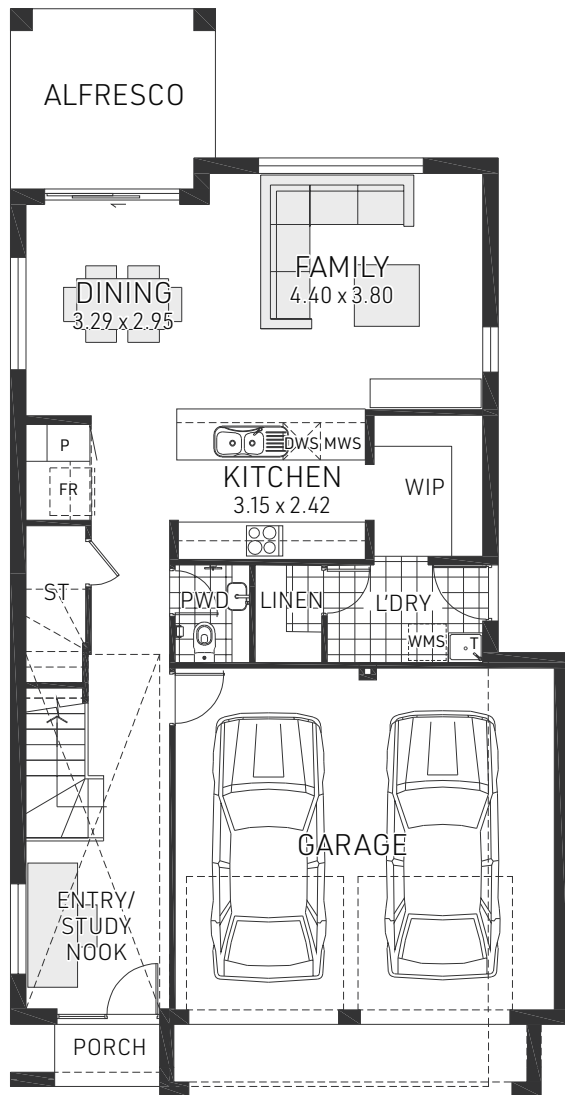 ALFRESCO
FAMILY
4.40 x 3.80
DINING
3.29 x 2.95
P
FR
DWS MWS
KITCHEN
3.15 x 2.42
WIP
ST
PWD
LINEN
L'DRY
WMS
T
GARAGE
ENTRY/
STUDY
NOOK
PORCH